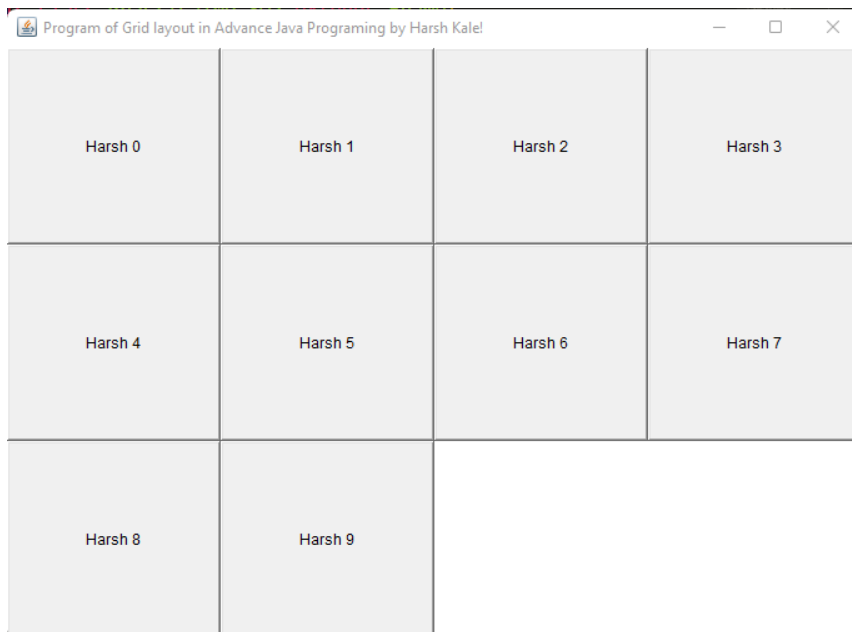 Program of Grid layout in Advance Java Programing by Harsh Kale!
Harsh 0
Harsh 1
Harsh 2
Harsh 3
Harsh 4
Harsh 5
Harsh 6
Harsh 7
Harsh 8
Harsh 9